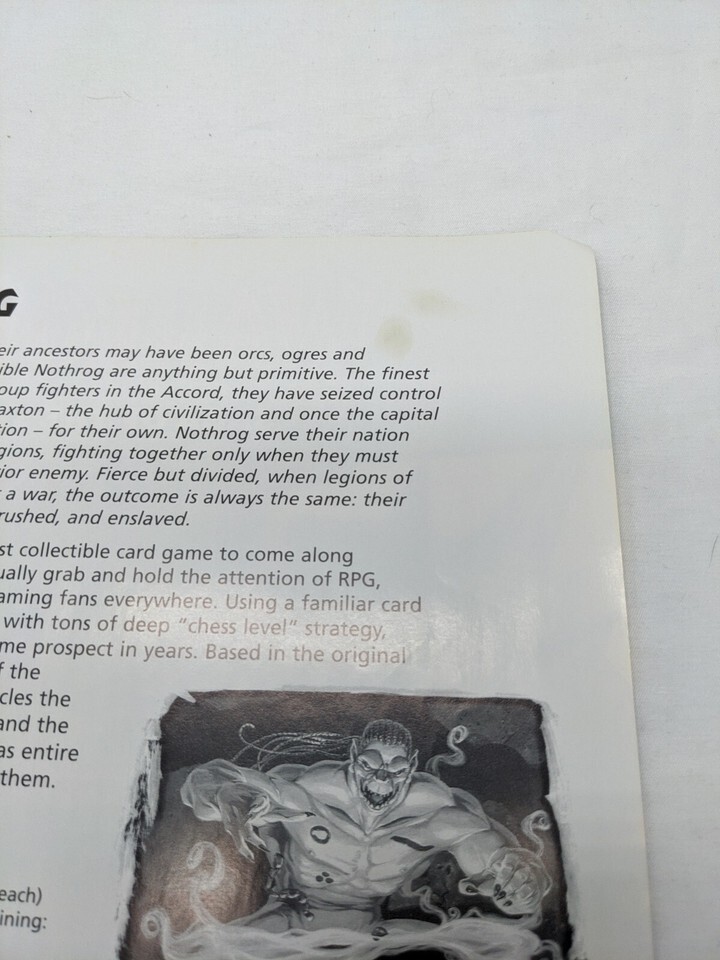 G
eir ancestors may have been orcs, ogres and
ible Nothrog are anything but primitive. The finest
oup fighters in the Accord, they have seized control
axton – the hub of civilization and once the capital
tion – for their own. Nothrog serve their nation
gions, fighting together only when they must
ior enemy. Fierce but divided, when legions of
a war, the outcome is always the same: their
rushed, and enslaved.
st collectible card game to come along
ually grab and hold the attention of RPG,
aming fans everywhere. Using a familiar card
with tons of deep "chess level" strategy,
me prospect in years. Based in the original
f the
cles the
and the
as entire
them.
each)
ining: